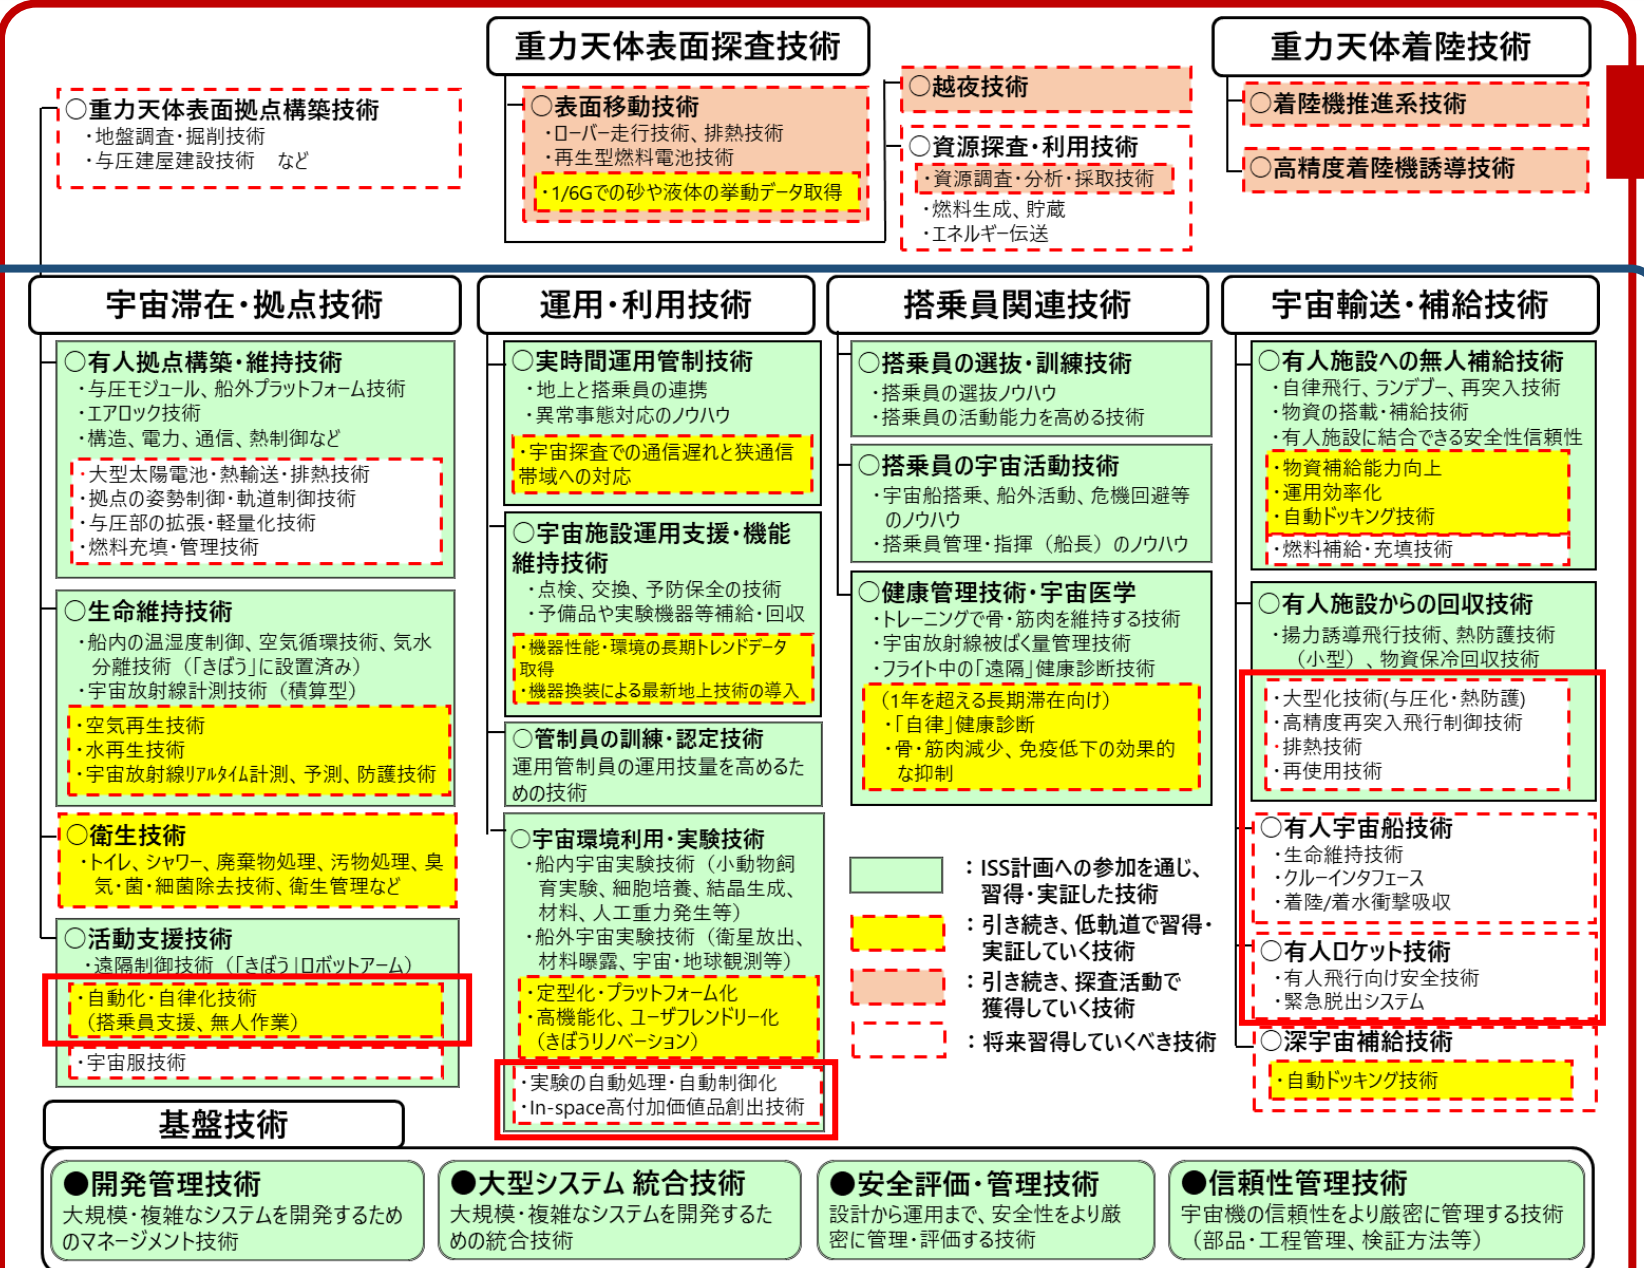 重力天体表面探査技術
重力天体着陸技術
○重力天体表面拠点構築技術
・地盤調査・掘削技術
・与圧建屋建設技術　など
○表面移動技術
・ローバー走行技術、排熱技術
・再生型燃料電池技術
・1/6Gでの砂や液体の挙動データ取得
○越夜技術
○資源探査・利用技術
・資源調査・分析・採取技術
・燃料生成、貯蔵
・エネルギー伝送
○着陸機推進系技術
○高精度着陸機誘導技術
宇宙滞在・拠点技術
○有人拠点構築・維持技術
・与圧モジュール、船外プラットフォーム技術
・エアロック技術
・構造、電力、通信、熱制御など
・大型太陽電池・熱輸送・排熱技術
・拠点の姿勢制御・軌道制御技術
・与圧部の拡張・軽量化技術
・燃料充填・管理技術
○生命維持技術
・船内の温湿度制御、空気循環技術、気水
分離技術（「きぼう」に設置済み）
・宇宙放射線計測技術（積算型）
・空気再生技術
・水再生技術
・宇宙放射線リアルタイム計測、予測、防護技術
○衛生技術
・トイレ、シャワー、廃棄物処理、汚物処理、臭
気・菌・細菌除去技術、衛生管理など
○活動支援技術
・遠隔制御技術（「きぼう」ロボットアーム）
・自動化・自律化技術
（搭乗員支援、無人作業）
・宇宙服技術
運用・利用技術
○実時間運用管制技術
・地上と搭乗員の連携
・異常事態対応のノウハウ
・宇宙探査での通信遅れと狭通信
帯域への対応
○宇宙施設運用支援・機能
維持技術
・点検、交換、予防保全の技術
・予備品や実験機器等補給・回収
・機器性能・環境の長期トレンドデータ
取得
・機器換装による最新地上技術の導入
○管制員の訓練・認定技術
運用管制員の運用技量を高めるた
めの技術
○宇宙環境利用・実験技術
・船内宇宙実験技術（小動物飼
育実験、細胞培養、結晶生成、
材料、人工重力発生等）
・船外宇宙実験技術（衛星放出、
材料曝露、宇宙・地球観測等）
・定型化・プラットフォーム化
・高機能化、ユーザフレンドリー化
（きぼうリノベーション）
・実験の自動処理・自動制御化
・In-space高付加価値品創出技術
搭乗員関連技術
○搭乗員の選抜・訓練技術
・搭乗員の選抜ノウハウ
・搭乗員の活動能力を高める技術
○搭乗員の宇宙活動技術
・宇宙船搭乗、船外活動、危機回避等
のノウハウ
・搭乗員管理・指揮（船長）のノウハウ
○健康管理技術・宇宙医学
・トレーニングで骨・筋肉を維持する技術
・宇宙放射線被ばく量管理技術
・フライト中の「遠隔」健康診断技術
（1年を超える長期滞在向け）
・「自律」健康診断
・骨・筋肉減少、免疫低下の効果的
な抑制
：ISS計画への参加を通じ、
習得・実証した技術
：引き続き、低軌道で習得・
実証していく技術
：引き続き、探査活動で
獲得していく技術
：将来習得していくべき技術
宇宙輸送・補給技術
○有人施設への無人補給技術
・自律飛行、ランデブー、再突入技術
・物資の搭載・補給技術
・有人施設に結合できる安全性信頼性
・物資補給能力向上
・運用効率化
・自動ドッキング技術
・燃料補給・充填技術
○有人施設からの回収技術
・揚力誘導飛行技術、熱防護技術
（小型）、物資保冷回収技術
・大型化技術(与圧化・熱防護)
・高精度再突入飛行制御技術
・排熱技術
・再使用技術
○有人宇宙船技術
・生命維持技術
・クルーインタフェース
・着陸/着水衝撃吸収
○有人ロケット技術
・有人飛行向け安全技術
・緊急脱出システム
○深宇宙補給技術
・自動ドッキング技術
基盤技術
●開発管理技術
大規模・複雑なシステムを開発するため
のマネージメント技術
●大型システム 統合技術
大規模・複雑なシステムを開発するた
めの統合技術
●安全評価・管理技術
設計から運用まで、安全性をより厳
密に管理・評価する技術
●信頼性管理技術
宇宙機の信頼性をより厳密に管理する技術
（部品・工程管理、検証方法等）